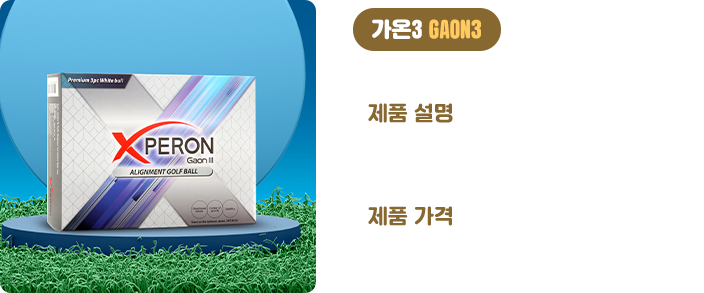 가온3 GAON3
제품 설명
제품 가격
Premium 3pc White ball
XPERON
Gaon III
ALIGNMENT GOLF BALL